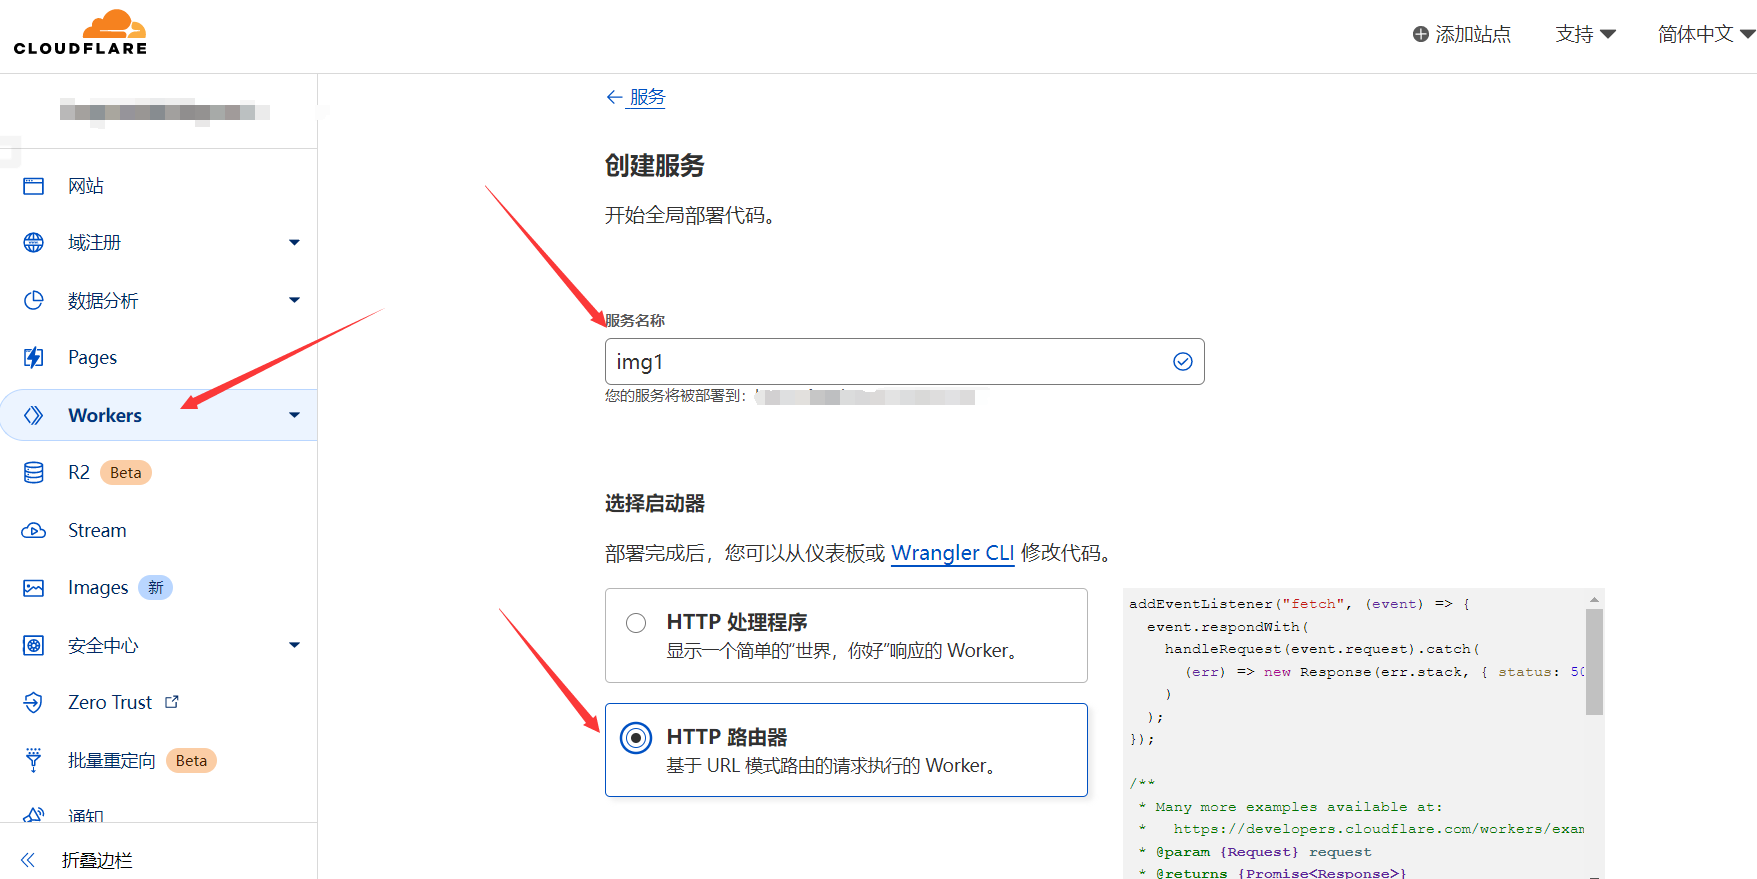 CLOUDFLARE
添加站点
支持
简体中文
网站
域注册
数据分析
Pages
Workers
R2 Beta
Stream
Images 新
安全中心
Zero Trust
批量重定向 Beta
通知
折叠边栏
服务
创建服务
开始全局部署代码。
服务名称
img1
您的服务将被部署到：
选择启动器
部署完成后，您可以从仪表板或 Wrangler CLI 修改代码。
HTTP 处理程序
显示一个简单的“世界，你好”响应的 Worker。
HTTP 路由器
基于 URL 模式路由的请求执行的 Worker。
addEventListener("fetch", (event) => {
event.respondWith(
handleRequest(event.request).catch(
(err) => new Response(err.stack, { status: 50
)
);
});
/**
* Many more examples available at:
* https://developers.cloudflare.com/workers/exam
* @param {Request} request
* @returns {Promise<Response>}